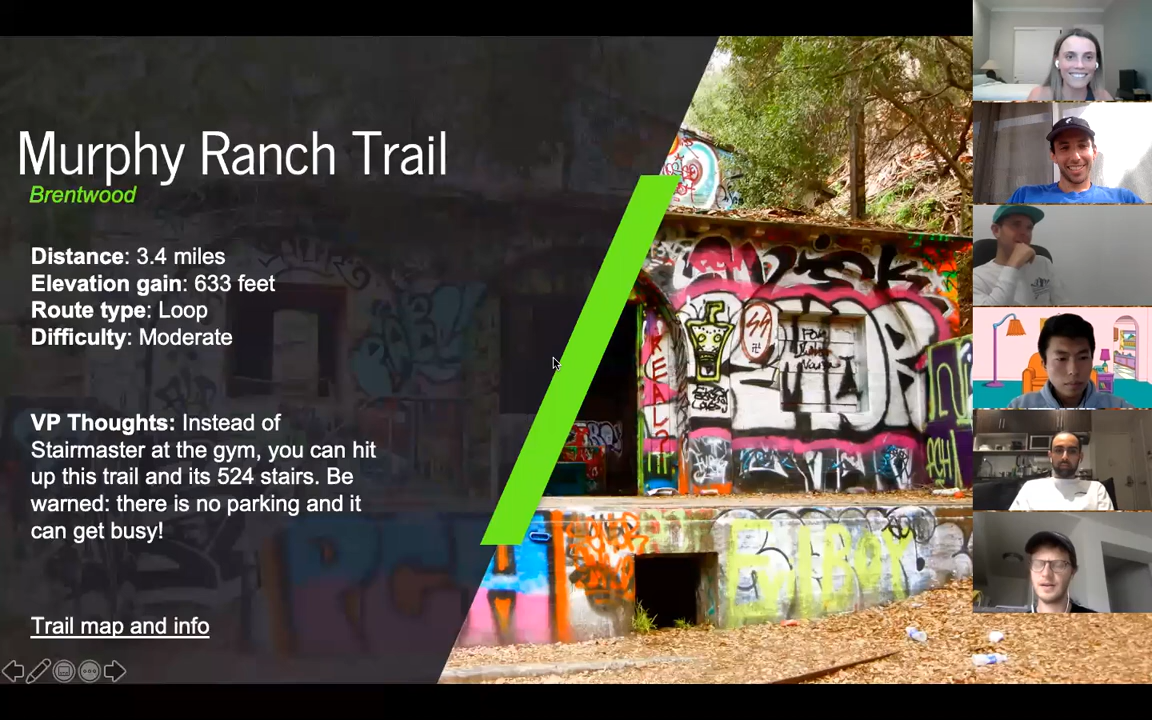 Murphy Ranch Trail
Brentwood
Distance: 3.4 miles
Elevation gain: 633 feet
Route type: Loop
Difficulty: Moderate
VP Thoughts: Instead of
Stairmaster at the gym, you can hit
up this trail and its 524 stairs. Be
warned: there is no parking and it
can get busy!
Trail map and info